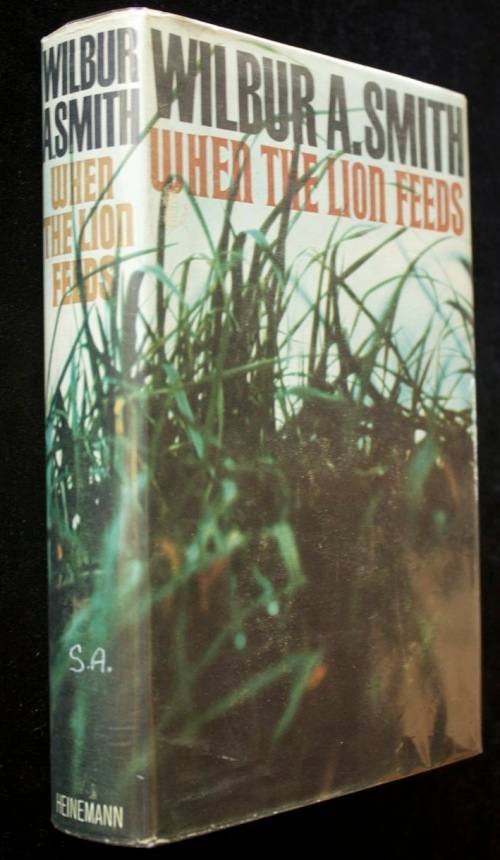 WILBUR
A.SMITH
WHEN
THE LION
FEEDS
S.A.
HEINEMANN
WILBUR A.SMITH
WHEN THE LION FEEDS